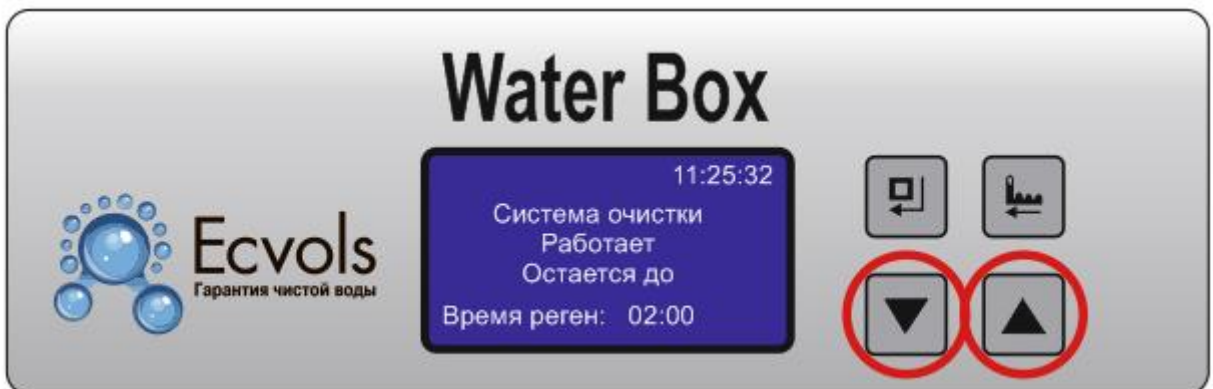 Water Box
Ecvols
Гарантия чистой воды
11:25:32
Система очистки
Работает
Остается до
Время реген: 02:00